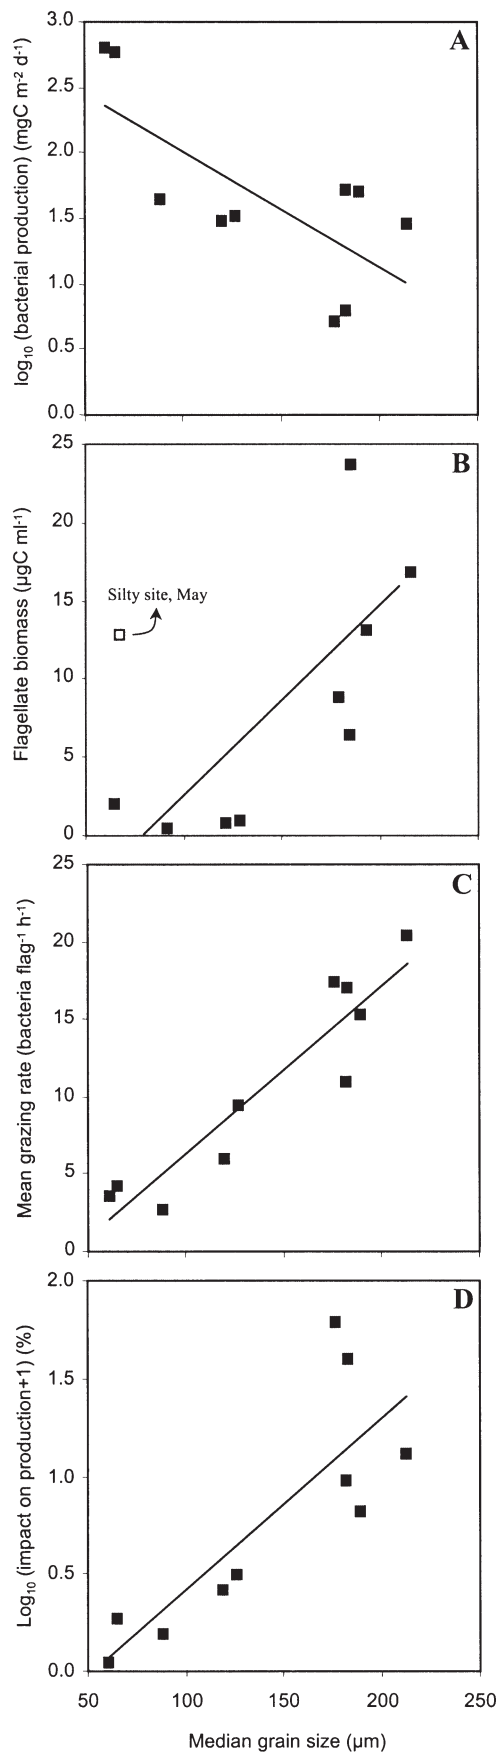 A
log₁₀ (bacterial production) (mgC m⁻² d⁻¹)
3.0
2.5
2.0
1.5
1.0
0.5
0.0
B
Flagellate biomass (µgC ml⁻¹)
25
20
15
10
5
0
Silty site, May
C
Mean grazing rate (bacteria flag⁻¹ h⁻¹)
25
20
15
10
5
0
D
Log₁₀ (impact on production+1) (%)
2.0
1.5
1.0
0.5
0.0
50 100 150 200 250
Median grain size (µm)